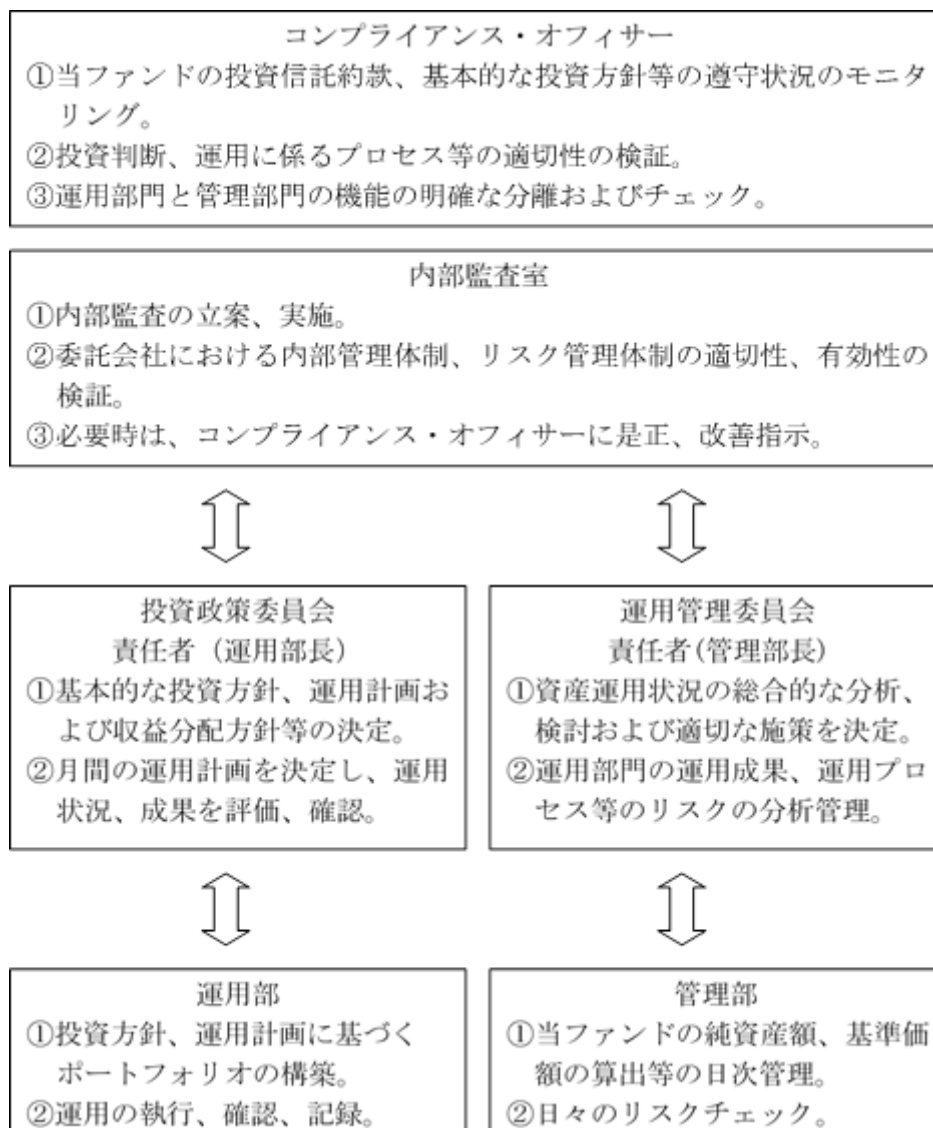 コンプライアンス・オフィサー
①当ファンドの投資信託約款、基本的な投資方針等の遵守状況のモニタ
リング。
②投資判断、運用に係るプロセス等の適切性の検証。
③運用部門と管理部門の機能の明確な分離およびチェック。
内部監査室
①内部監査の立案、実施。
②委託会社における内部管理体制、リスク管理体制の適切性、有効性の
検証。
③必要時は、コンプライアンス・オフィサーに是正、改善指示。
投資政策委員会
責任者（運用部長）
①基本的な投資方針、運用計画お
よび収益分配方針等の決定。
②月間の運用計画を決定し、運用
状況、成果を評価、確認。
運用管理委員会
責任者(管理部長)
①資産運用状況の総合的な分析、
検討および適切な施策を決定。
②運用部門の運用成果、運用プロ
セス等のリスクの分析管理。
運用部
①投資方針、運用計画に基づく
ポートフォリオの構築。
②運用の執行、確認、記録。
管理部
①当ファンドの純資産額、基準価
額の算出等の日次管理。
②日々のリスクチェック。